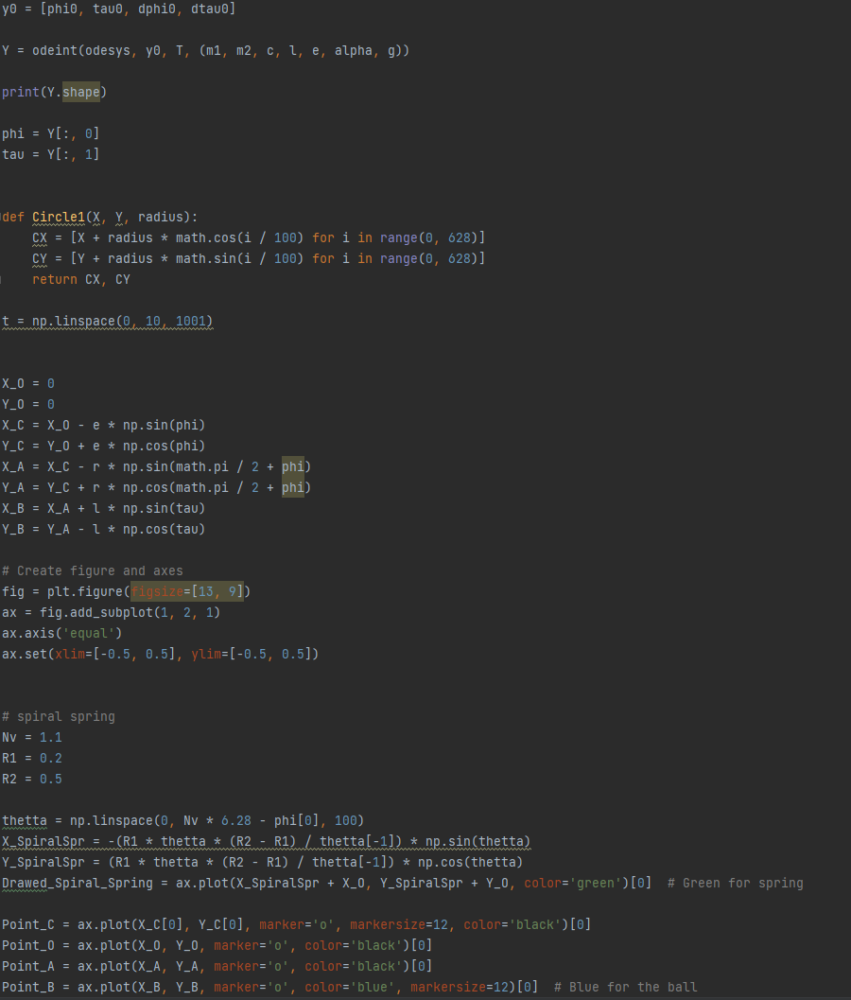 y0 = [phi0, tau0, dphi0, dtau0]
Y = odeint(odesys, y0, T, (m1, m2, c, l, e, alpha, g))
print(Y.shape)
phi = Y[:, 0]
tau = Y[:, 1]
def Circle1(X, Y, radius):
    CX = [X + radius * math.cos(i / 100) for i in range(0, 628)]
    CY = [Y + radius * math.sin(i / 100) for i in range(0, 628)]
    return CX, CY
t = np.linspace(0, 10, 1001)
X_O = 0
Y_O = 0
X_C = X_O - e * np.sin(phi)
Y_C = Y_O + e * np.cos(phi)
X_A = X_C - r * np.sin(math.pi / 2 + phi)
Y_A = Y_C + r * np.cos(math.pi / 2 + phi)
X_B = X_A + l * np.sin(tau)
Y_B = Y_A - l * np.cos(tau)
# Create figure and axes
fig = plt.figure(figsize=[13, 9])
ax = fig.add_subplot(1, 2, 1)
ax.axis('equal')
ax.set(xlim=[-0.5, 0.5], ylim=[-0.5, 0.5])
# spiral spring
Nv = 1.1
R1 = 0.2
R2 = 0.5
thetta = np.linspace(0, Nv * 6.28 - phi[0], 100)
X_SpiralSpr = -(R1 * thetta * (R2 - R1) / thetta[-1]) * np.sin(thetta)
Y_SpiralSpr = (R1 * thetta * (R2 - R1) / thetta[-1]) * np.cos(thetta)
Drawed_Spiral_Spring = ax.plot(X_SpiralSpr + X_O, Y_SpiralSpr + Y_O, color='green')[0]  # Green for spring
Point_C = ax.plot(X_C[0], Y_C[0], marker='o', markersize=12, color='black')[0]
Point_O = ax.plot(X_O, Y_O, marker='o', color='black')[0]
Point_A = ax.plot(X_A, Y_A, marker='o', color='black')[0]
Point_B = ax.plot(X_B, Y_B, marker='o', color='blue', markersize=12)[0]  # Blue for the ball